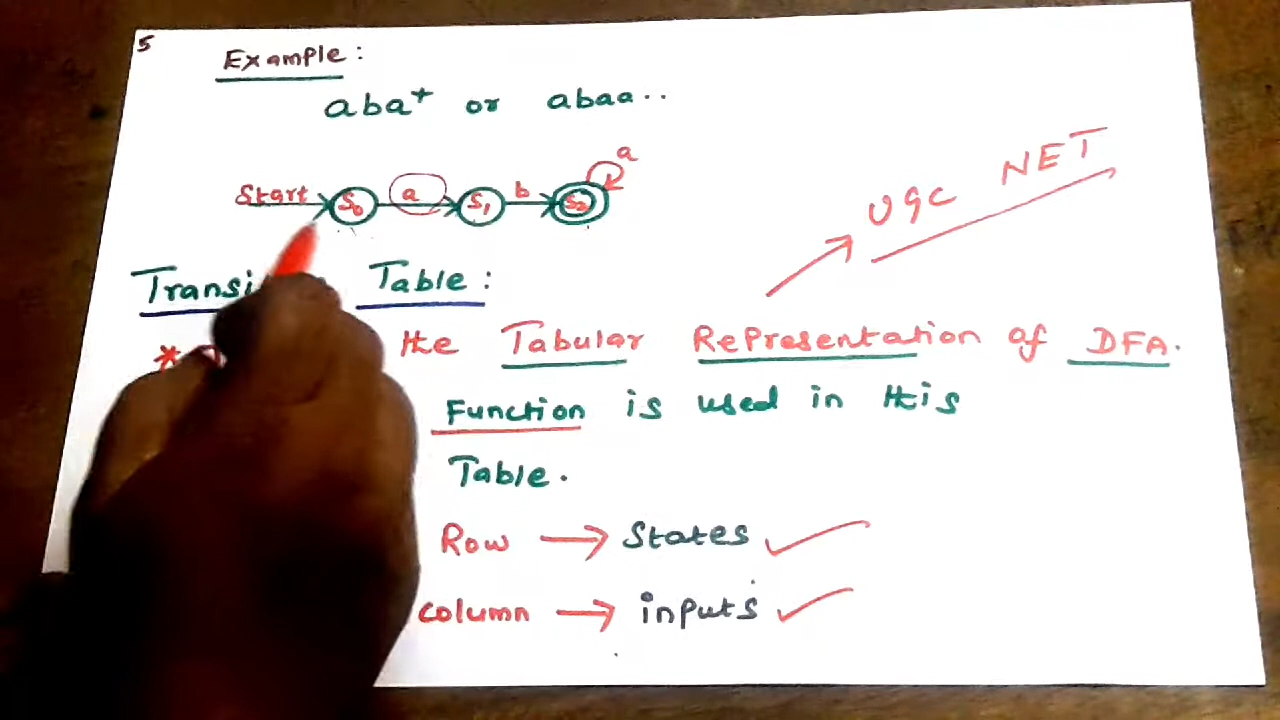 5
Example:
aba+ or abaa..
Start S0 a S1 b S2 a
UGC NET
Table:
* the Tabular Representation of DFA.
Function is used in this
Table.
Row → States ✓
column → inputs ✓